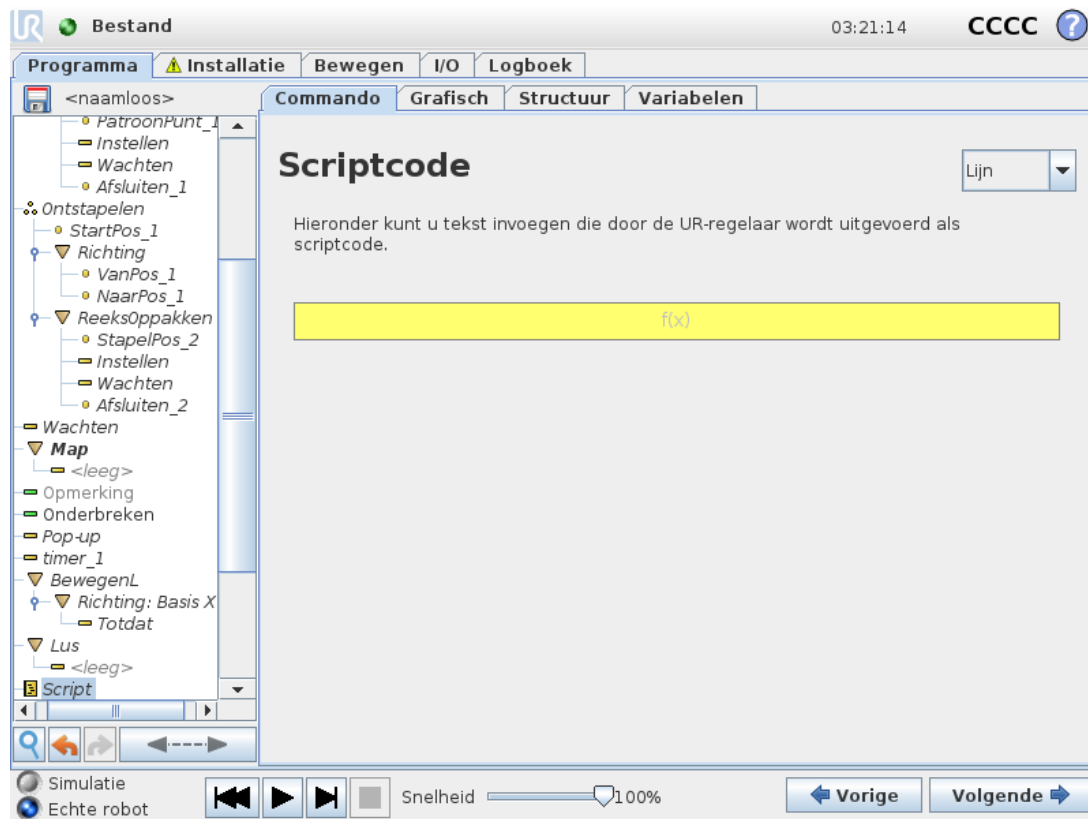 UR Bestand 03:21:14 CCCC ?
Programma Installatie Bewegen I/O Logboek
<naamloos>
Commando Grafisch Structuur Variabelen
PatroonPunt_1
Instellen
Wachten
Afsluiten_1
Ontstapelen
StartPos_1
Richting
VanPos_1
NaarPos_1
ReeksOppakken
StapelPos_2
Instellen
Wachten
Afsluiten_2
Wachten
Map
<leeg>
Opmerking
Onderbreken
Pop-up
timer_1
BewegenL
Richting: Basis X
Totdat
Lus
<leeg>
Script
Scriptcode
Lijn
Hieronder kunt u tekst invoegen die door de UR-regelaar wordt uitgevoerd als
scriptcode.
f(x)
Simulatie
Echte robot
Snelheid 100%
Vorige Volgende